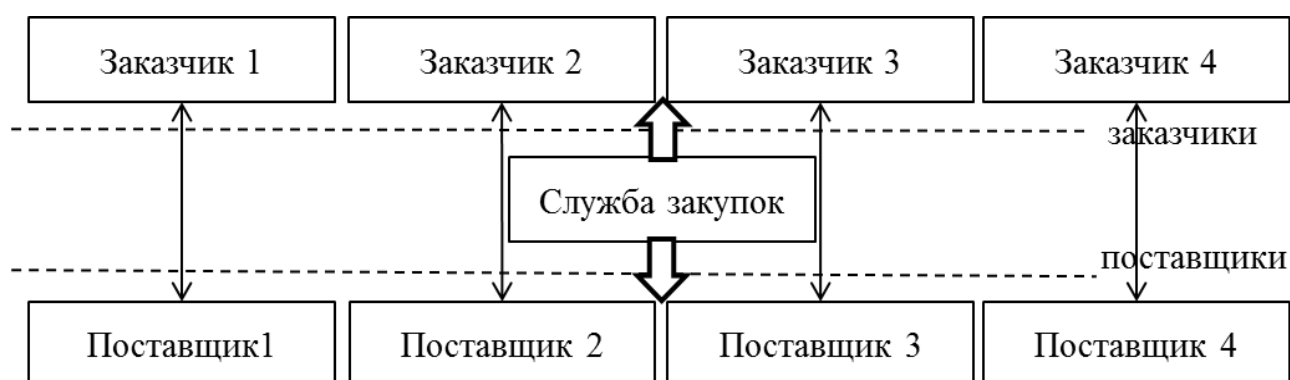 Заказчик 1
Заказчик 2
Заказчик 3
Заказчик 4
заказчики
Служба закупок
поставщики
Поставщик1
Поставщик 2
Поставщик 3
Поставщик 4